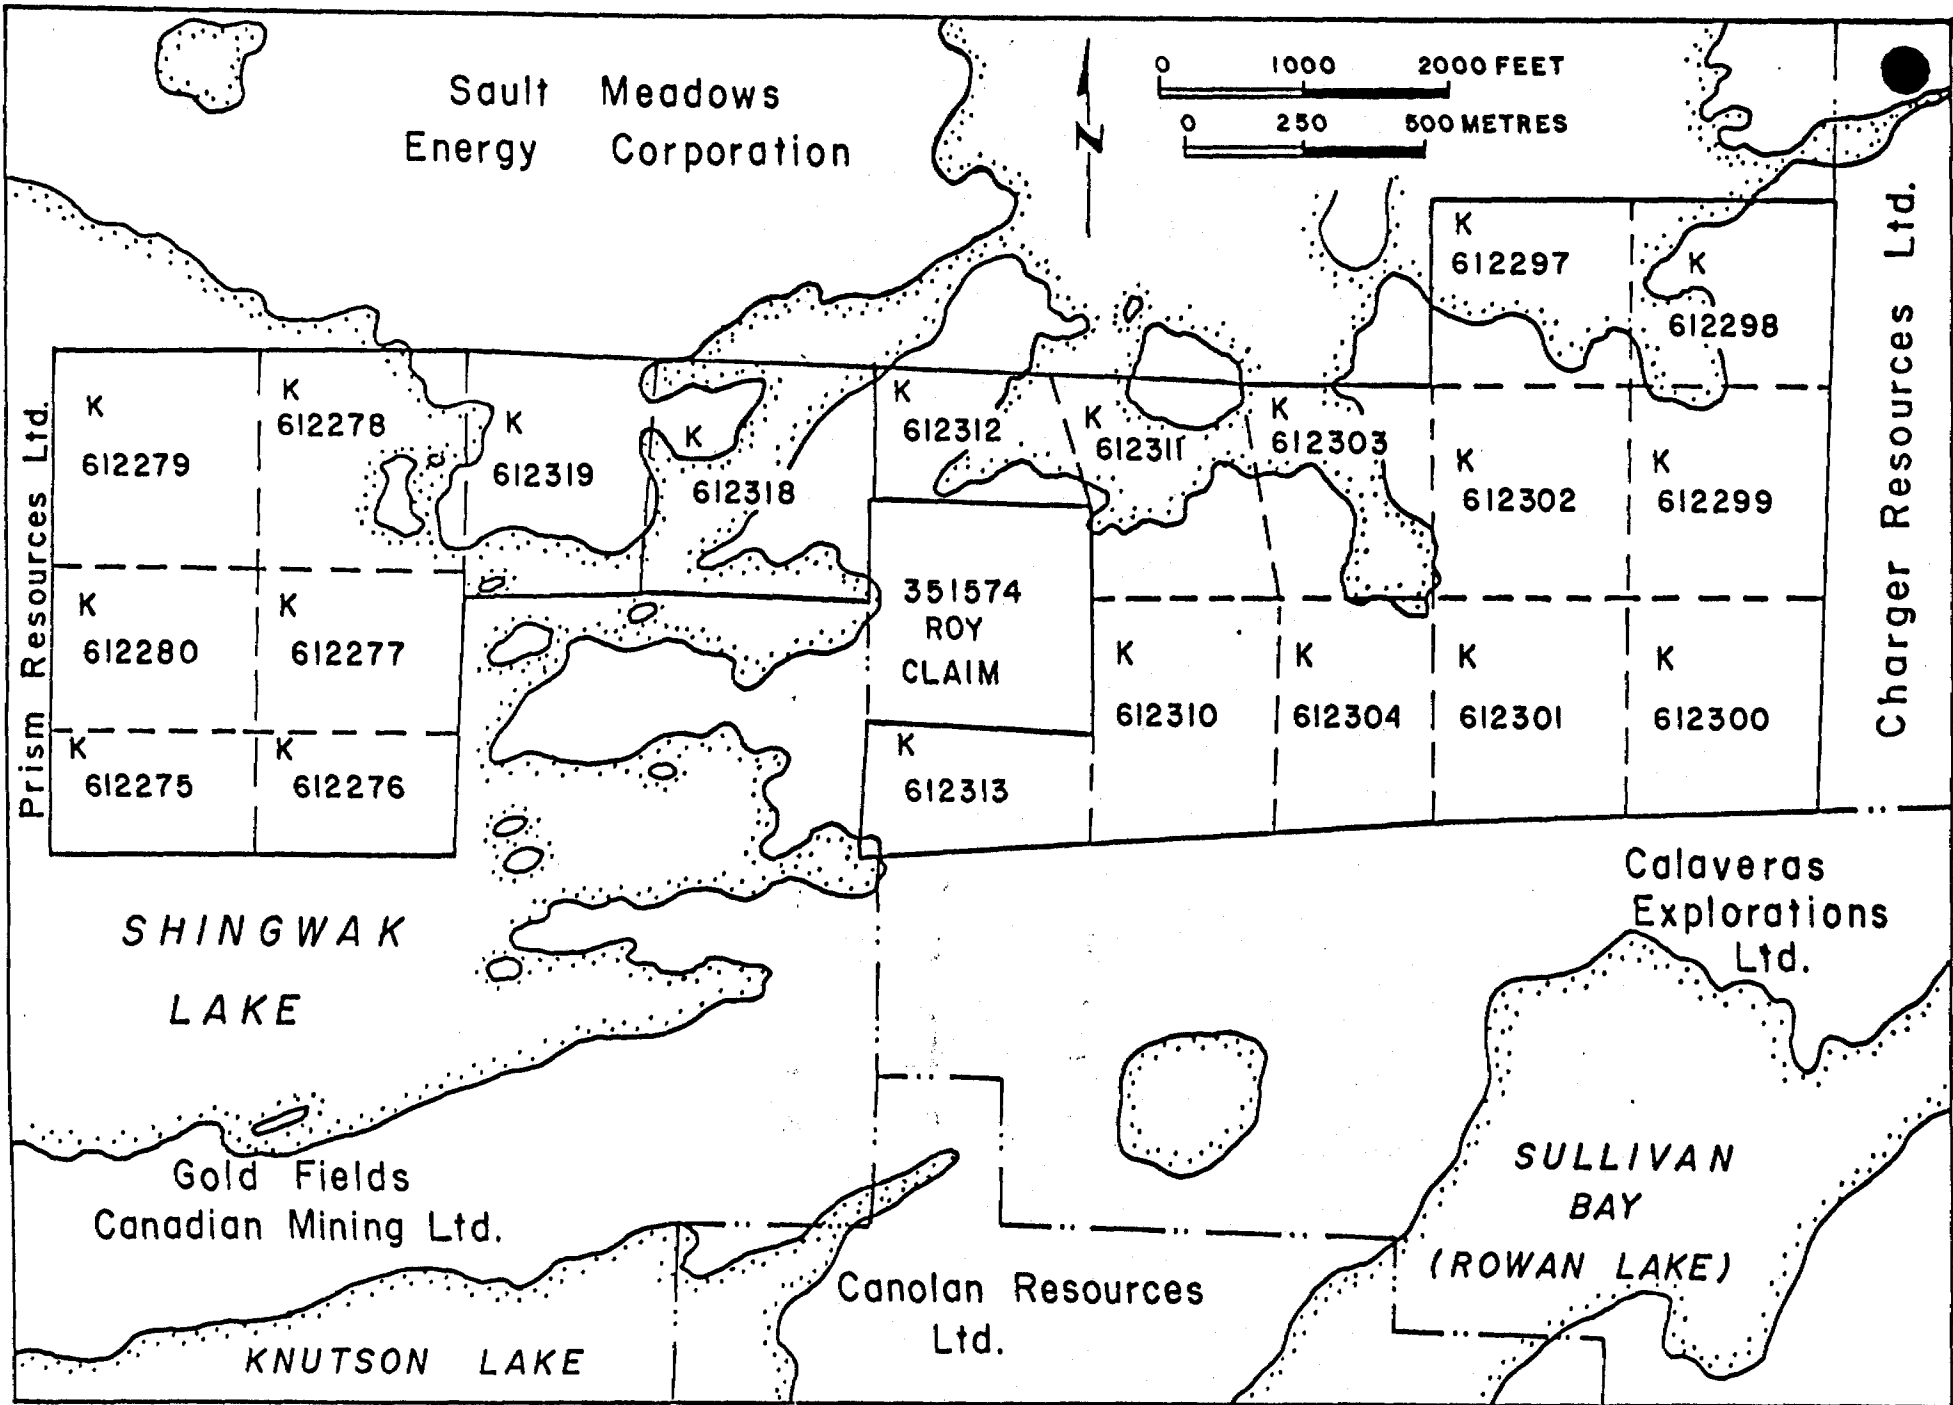 Sault Meadows
Energy Corporation
N
0 1000 2000 FEET
0 250 500 METRES
K
612297
K
612298
Charger Resources Ltd.
Prism Resources Ltd.
K
612279
K
612278
K
612319
K
612318
K
612312
K
612311
K
612303
K
612302
K
612299
K
612280
K
612277
351574
ROY
CLAIM
K
612310
K
612304
K
612301
K
612300
K
612275
K
612276
K
612313
SHINGWAK
LAKE
Calaveras
Explorations
Ltd.
Gold Fields
Canadian Mining Ltd.
SULLIVAN
BAY
(ROWAN LAKE)
Canolan Resources
Ltd.
KNUTSON LAKE